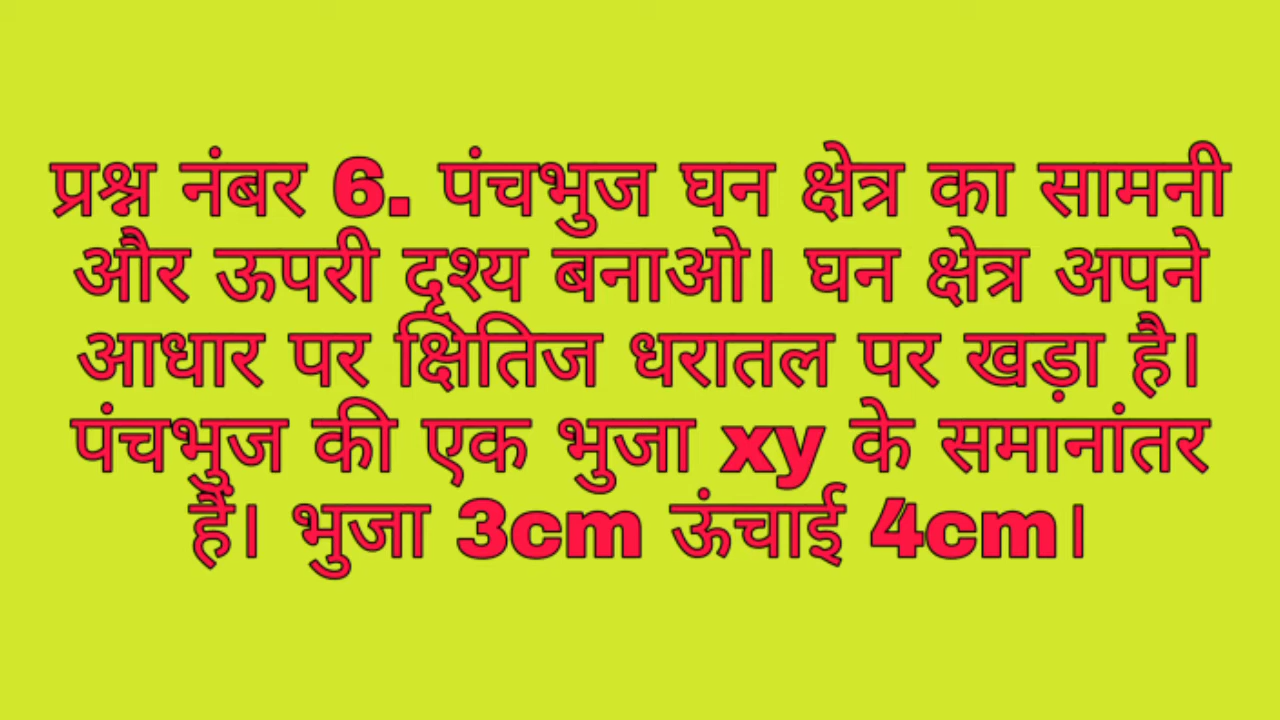 प्रश्न नंबर 6. पंचभुज घन क्षेत्र का सामनी
और ऊपरी दृश्य बनाओ। घन क्षेत्र अपने
आधार पर क्षितिज धरातल पर खड़ा है।
पंचभुज की एक भुजा xy के समांनांतर
हैं। भुजा 3cm ऊंचाई 4cm।